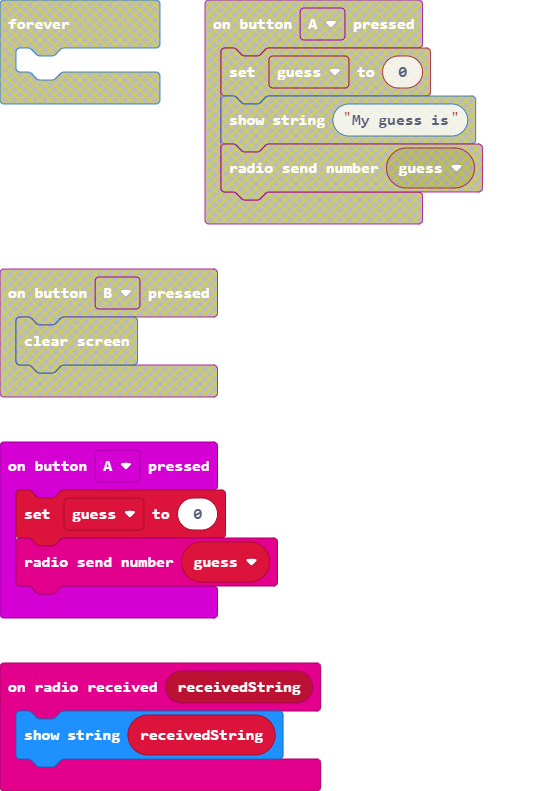 forever
on button A pressed
set guess to 0
show string "My guess is"
radio send number guess
on button B pressed
clear screen
on button A pressed
set guess to 0
radio send number guess
on radio received receivedString
show string receivedString